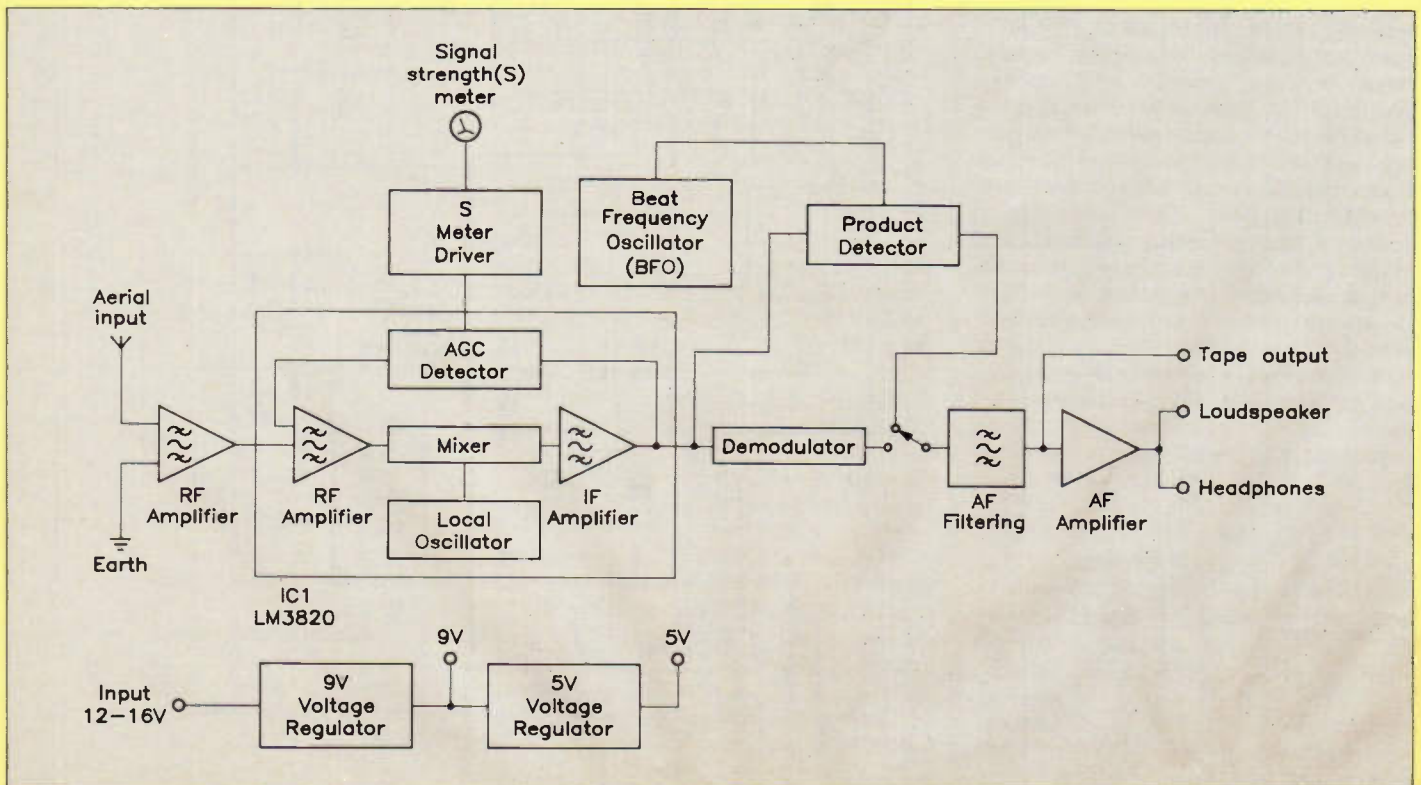 Signal
strength(S)
meter
S
Meter
Driver
Beat
Frequency
Oscillator
(BFO)
Product
Detector
Aerial
input
AGC
Detector
Tape output
Loudspeaker
Mixer
Demodulator
Headphones
RF
Amplifier
RF
Amplifier
Local
Oscillator
IF
Amplifier
AF
Filtering
AF
Amplifier
Earth
IC1
LM3820
9V
5V
Input
12–16V
9V
Voltage
Regulator
5V
Voltage
Regulator